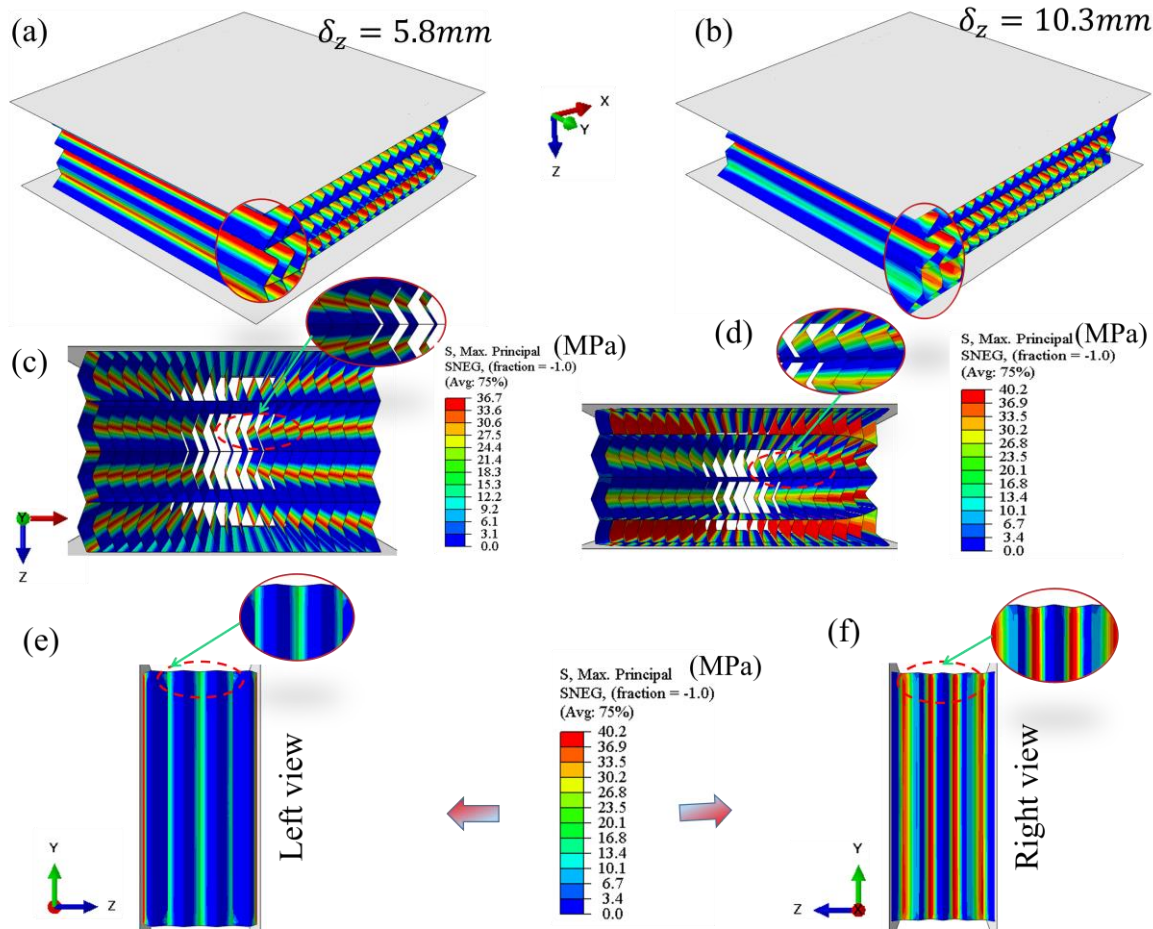 (a)
δz = 5.8mm
(b)
δz = 10.3mm
X
Y
Z
(c)
S, Max. Principal (MPa)
SNEG, (fraction = -1.0)
(Avg: 75%)
36.7
33.6
30.6
27.5
24.4
21.4
18.3
15.3
12.2
9.2
6.1
3.1
0.0
Y
Z
(d)
S, Max. Principal (MPa)
SNEG, (fraction = -1.0)
(Avg: 75%)
40.2
36.9
33.5
30.2
26.8
23.5
20.1
16.8
13.4
10.1
6.7
3.4
0.0
(e)
Left view
Y
Z
S, Max. Principal (MPa)
SNEG, (fraction = -1.0)
(Avg: 75%)
40.2
36.9
33.5
30.2
26.8
23.5
20.1
16.8
13.4
10.1
6.7
3.4
0.0
(f)
Right view
Y
Z
X